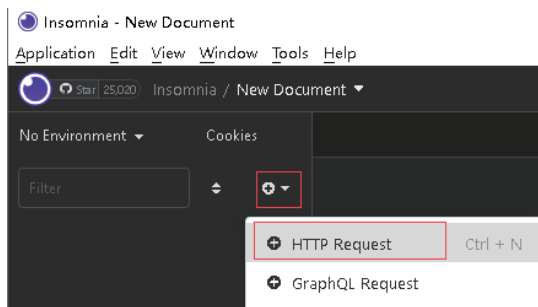 Insomnia - New Document
Application Edit View Window Tools Help
Star 25,020 Insomnia / New Document
No Environment Cookies
Filter
HTTP Request Ctrl + N
GraphQL Request